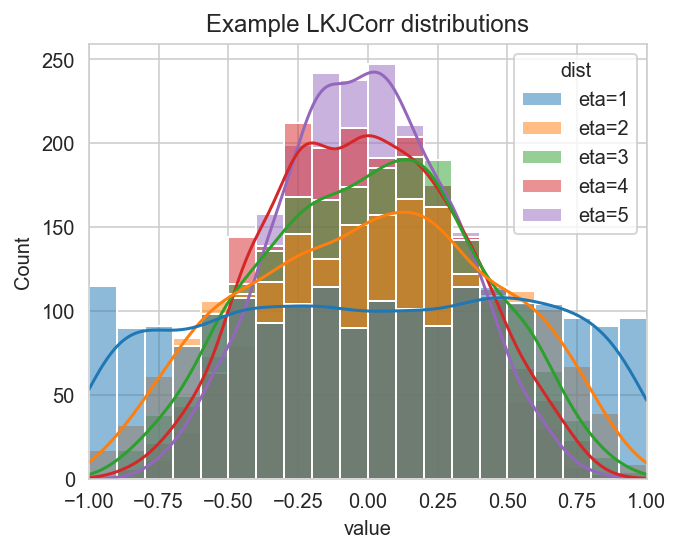 Example LKJCorr distributions
250
200
150
100
50
0
Count
dist
eta=1
eta=2
eta=3
eta=4
eta=5
−1.00 −0.75 −0.50 −0.25 0.00 0.25 0.50 0.75 1.00
value